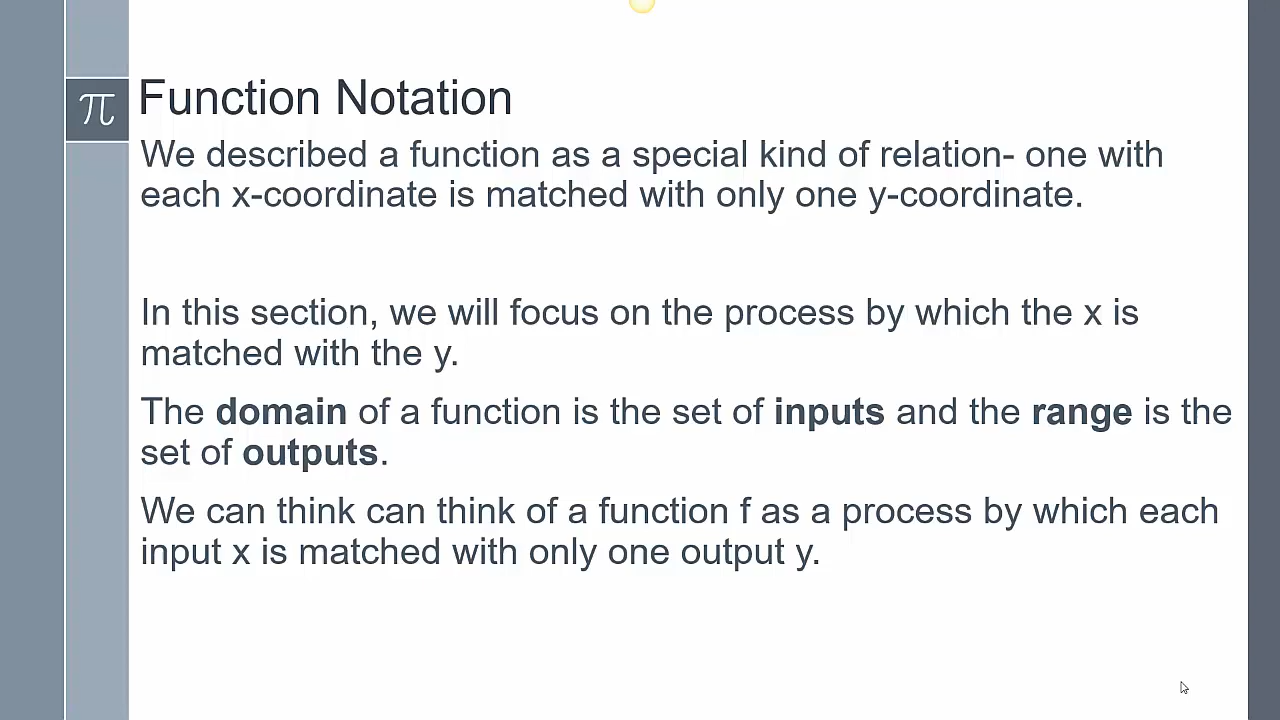 π
Function Notation
We described a function as a special kind of relation- one with
each x-coordinate is matched with only one y-coordinate.
In this section, we will focus on the process by which the x is
matched with the y.
The domain of a function is the set of inputs and the range is the
set of outputs.
We can think can think of a function f as a process by which each
input x is matched with only one output y.